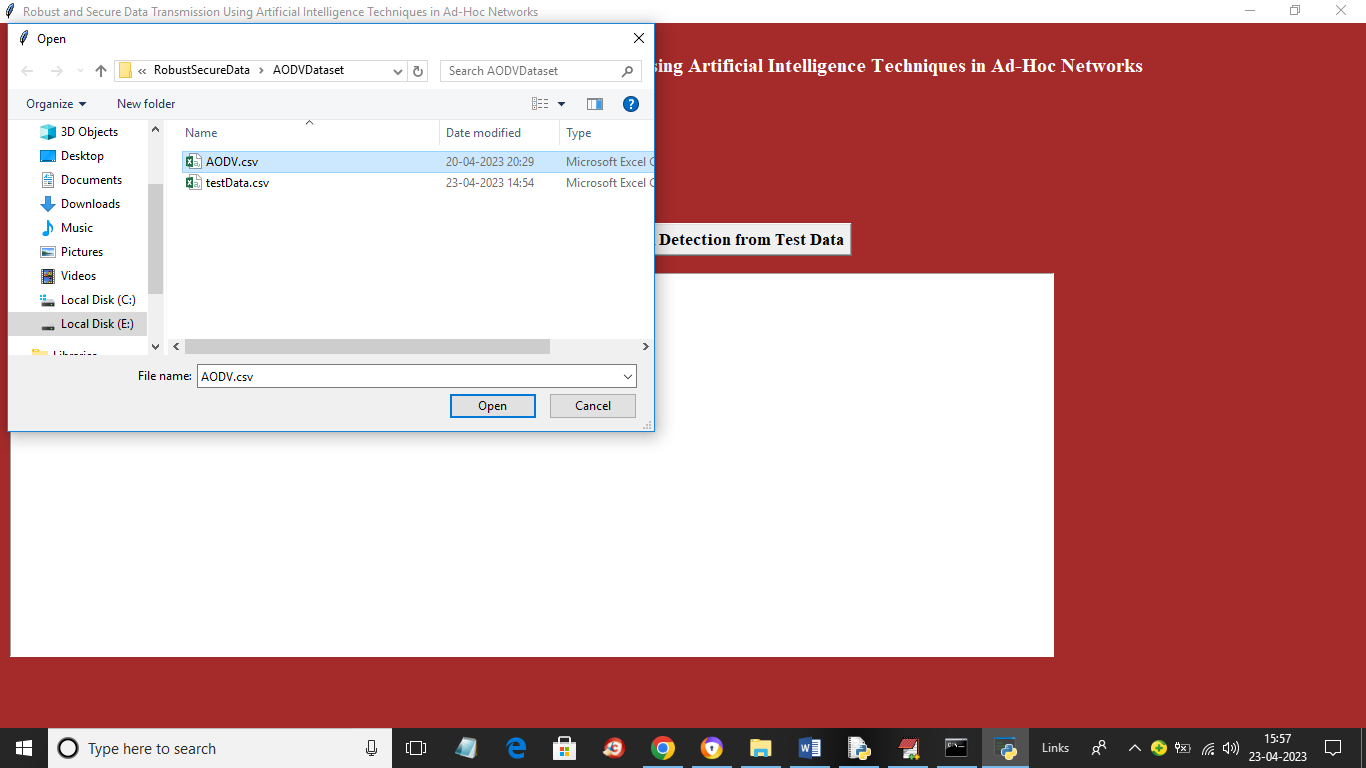 Robust and Secure Data Transmission Using Artificial Intelligence Techniques in Ad-Hoc Networks
Open
« RobustSecureData › AODVDataset
Search AODVDataset
sing Artificial Intelligence Techniques in Ad-Hoc Networks
Organize
New folder
Name
Date modified
Type
3D Objects
Desktop
Documents
Downloads
Music
Pictures
Videos
Local Disk (C:)
Local Disk (E:)
Libraries
AODV.csv
20-04-2023 20:29
Microsoft Excel C
testData.csv
23-04-2023 14:54
Microsoft Excel C
Detection from Test Data
File name:
AODV.csv
Open
Cancel
Type here to search
Links
15:57
23-04-2023